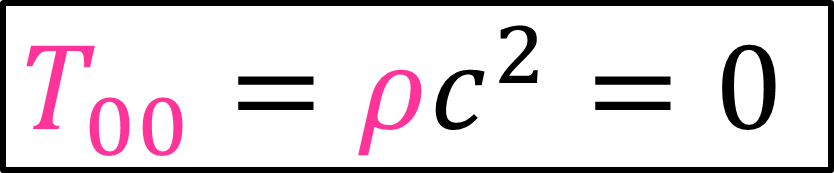 T₀₀ = ρc² = 0